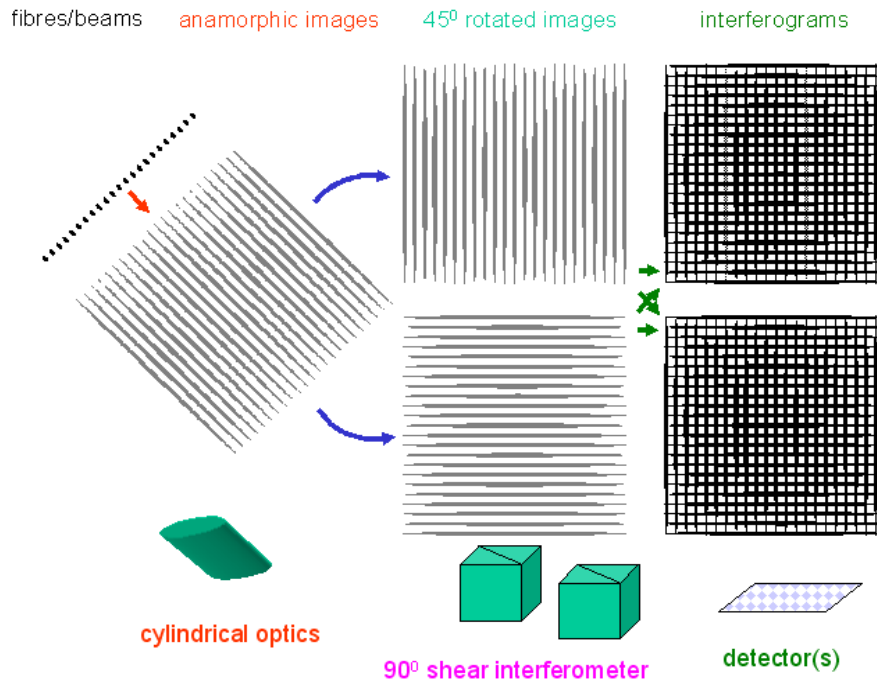 fibres/beams
anamorphic images
45⁰ rotated images
interferograms
cylindrical optics
90⁰ shear interferometer
detector(s)